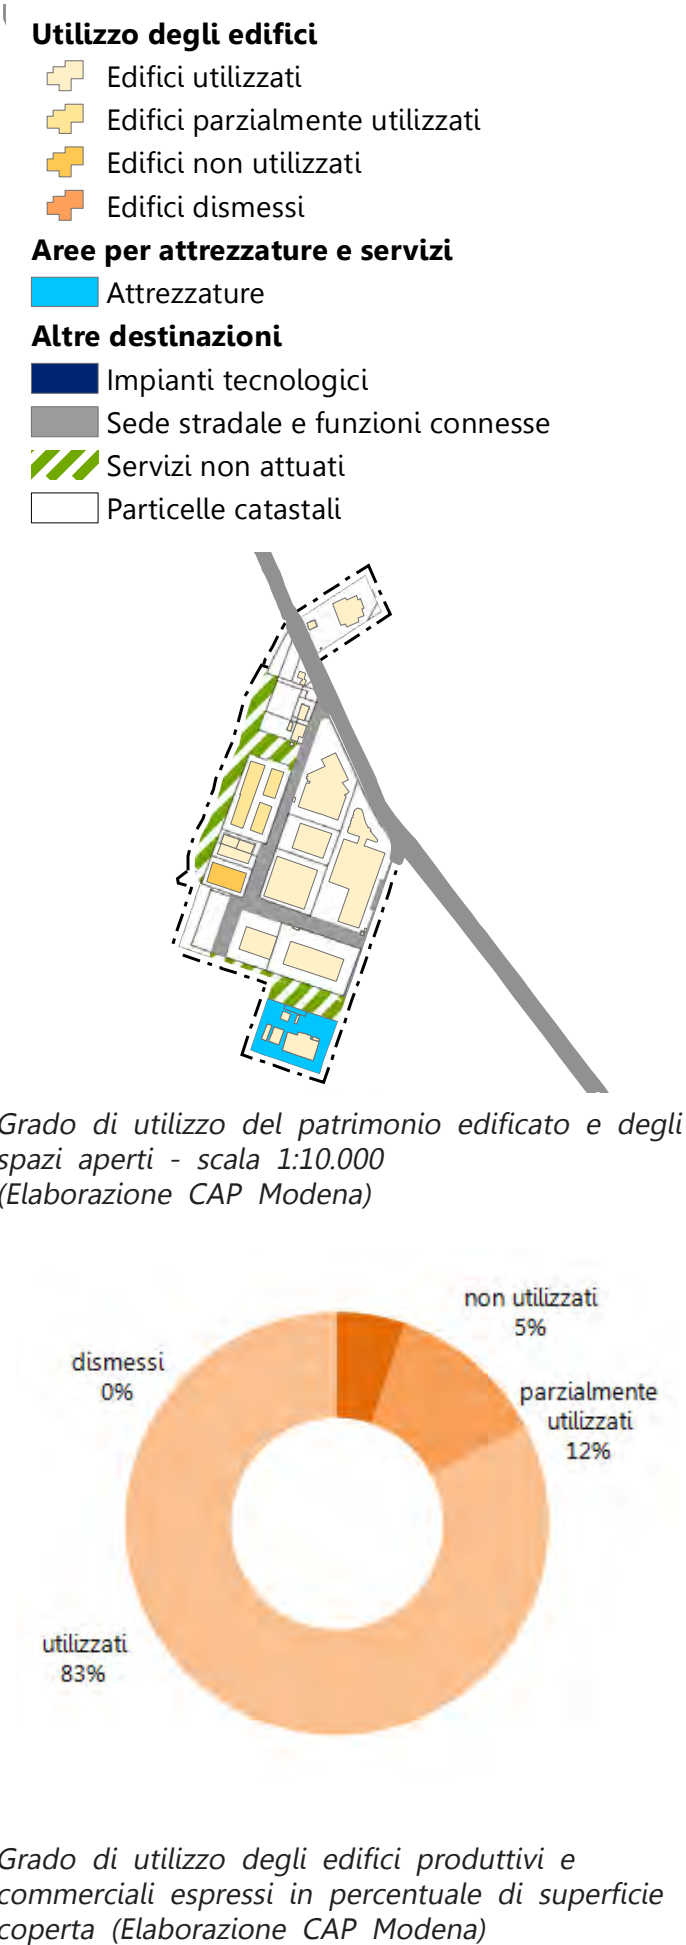 Utilizzo degli edifici
Edifici utilizzati
Edifici parzialmente utilizzati
Edifici non utilizzati
Edifici dismessi
Aree per attrezzature e servizi
Attrezzature
Altre destinazioni
Impianti tecnologici
Sede stradale e funzioni connesse
Servizi non attuati
Particelle catastali
Grado di utilizzo del patrimonio edificato e degli
spazi aperti - scala 1:10.000
(Elaborazione CAP Modena)
non utilizzati
5%
dismessi
0%
parzialmente
utilizzati
12%
utilizzati
83%
Grado di utilizzo degli edifici produttivi e
commerciali espressi in percentuale di superficie
coperta (Elaborazione CAP Modena)